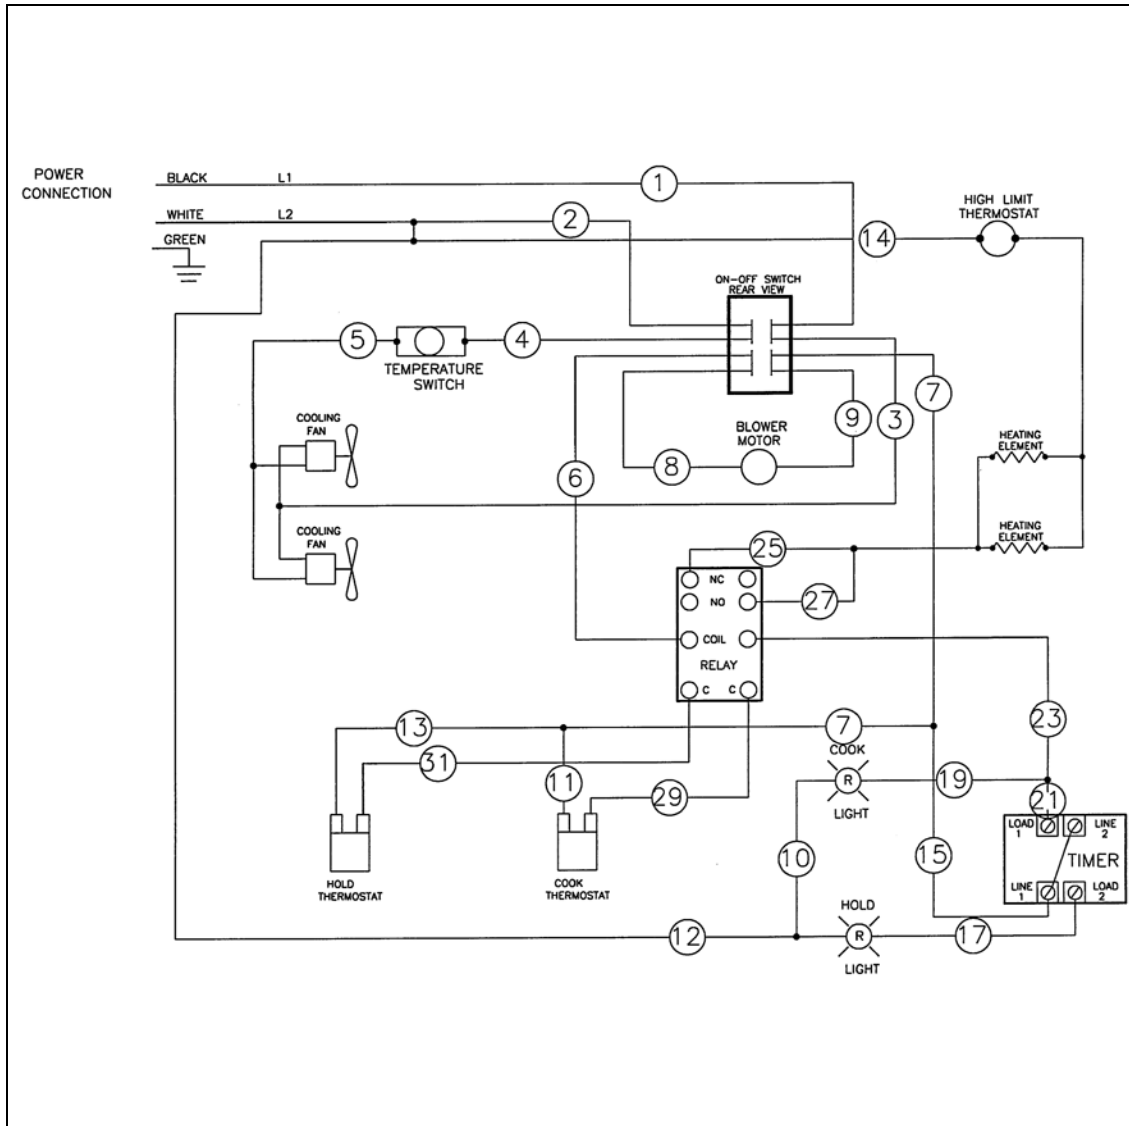 POWER
CONNECTION
BLACK L1
1
WHITE L2
2
GREEN
14
HIGH LIMIT
THERMOSTAT
ON-OFF SWITCH
REAR VIEW
5
4
TEMPERATURE
SWITCH
7
9
3
COOLING
FAN
BLOWER
MOTOR
8
6
HEATING
ELEMENT
COOLING
FAN
HEATING
ELEMENT
25
NC
NO
27
COIL
RELAY
C C
13
7
23
31
11
29
COOK
R
LIGHT
19
21
LOAD
1
LINE
2
TIMER
LINE
1
LOAD
2
10
15
HOLD
THERMOSTAT
COOK
THERMOSTAT
HOLD
12
R
17
LIGHT